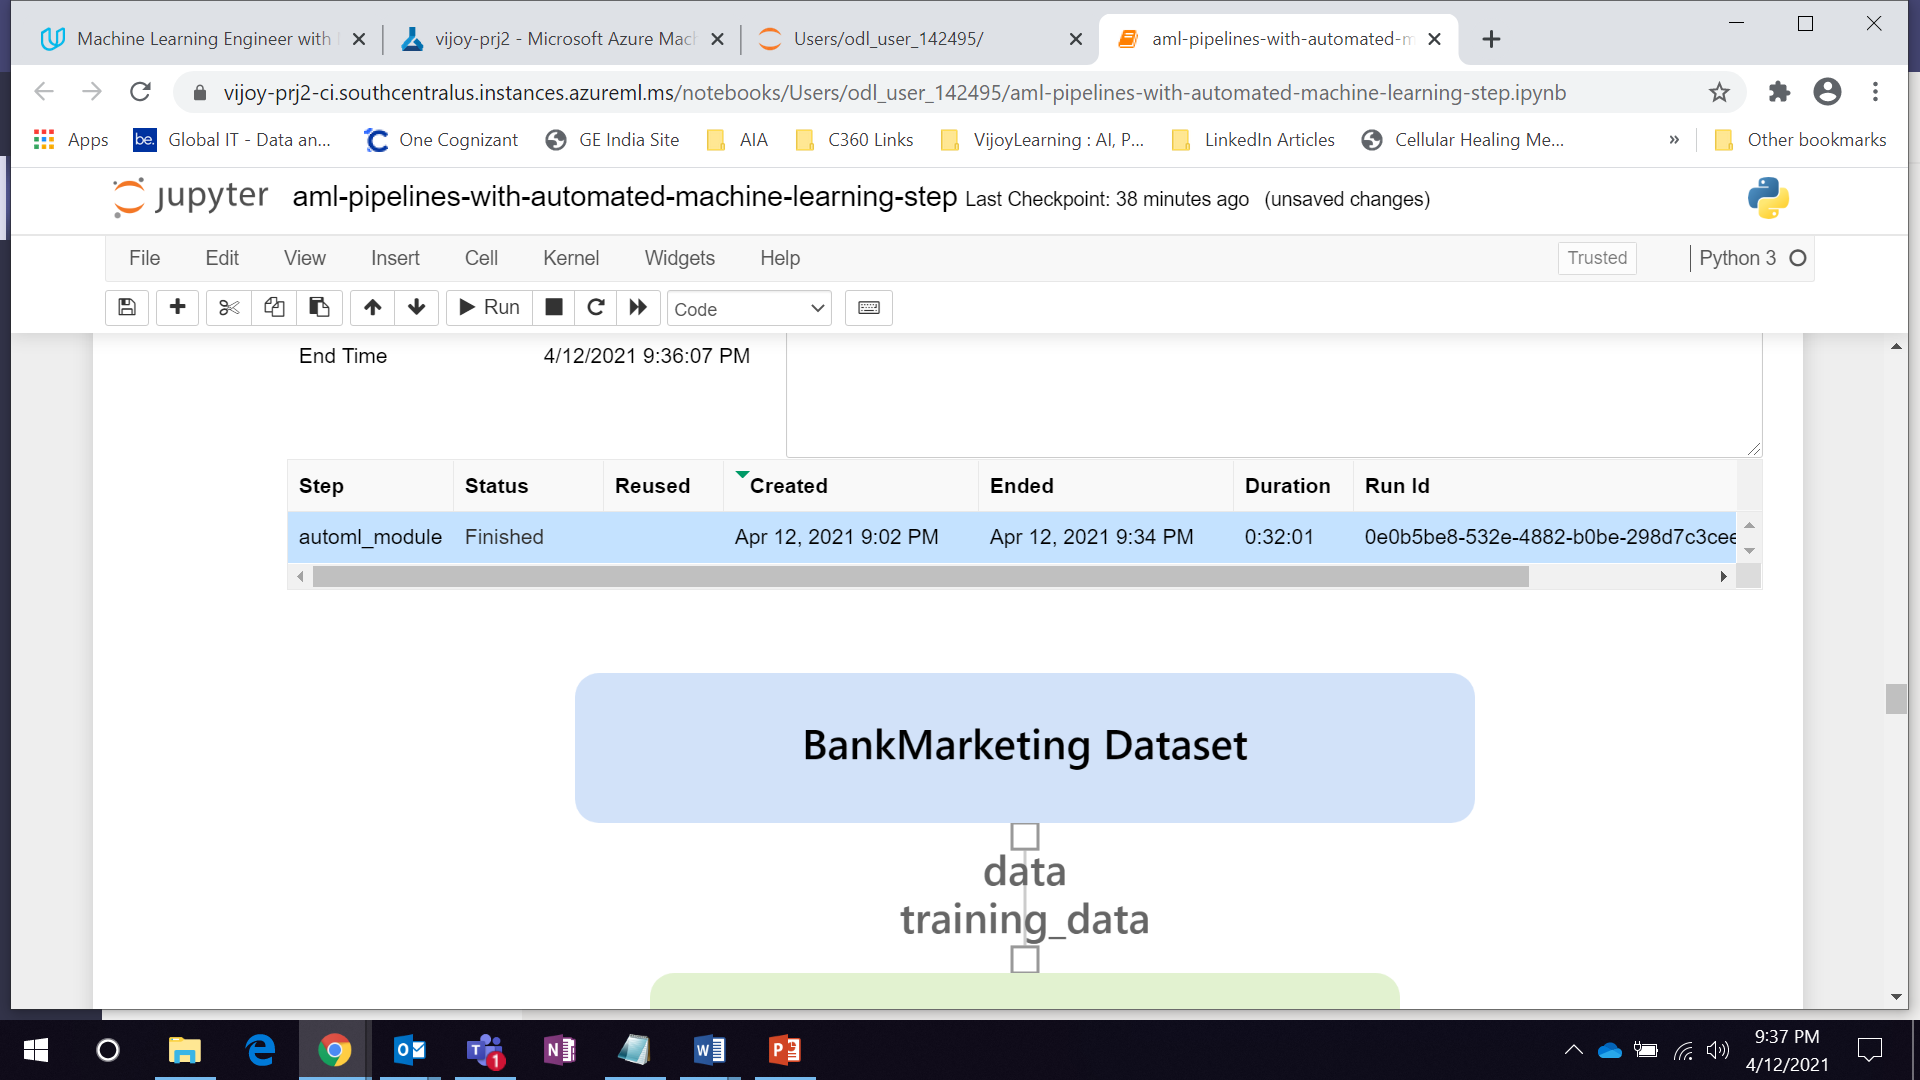 Machine Learning Engineer with
vijoy-prj2 - Microsoft Azure Mac
Users/odl_user_142495/
aml-pipelines-with-automated-m
vijoy-prj2-ci.southcentralus.instances.azureml.ms/notebooks/Users/odl_user_142495/aml-pipelines-with-automated-machine-learning-step.ipynb
Apps
be. Global IT - Data an...
One Cognizant
GE India Site
AIA
C360 Links
VijoyLearning : AI, P...
LinkedIn Articles
Cellular Healing Me...
»
Other bookmarks
jupyter aml-pipelines-with-automated-machine-learning-step Last Checkpoint: 38 minutes ago (unsaved changes)
File Edit View Insert Cell Kernel Widgets Help Trusted Python 3
Run Code
End Time 4/12/2021 9:36:07 PM
Step Status Reused Created Ended Duration Run Id
automl_module Finished Apr 12, 2021 9:02 PM Apr 12, 2021 9:34 PM 0:32:01 0e0b5be8-532e-4882-b0be-298d7c3cee
BankMarketing Dataset
data
training_data
1
9:37 PM
4/12/2021